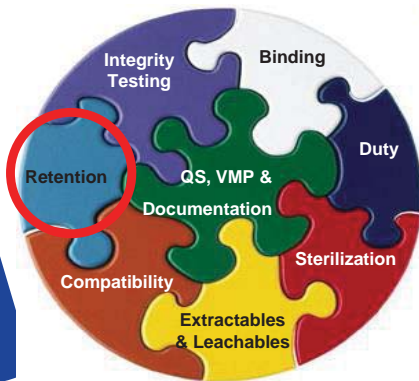 Integrity
Testing
Binding
Retention
QS, VMP &
Documentation
Duty
Compatibility
Sterilization
Extractables
& Leachables